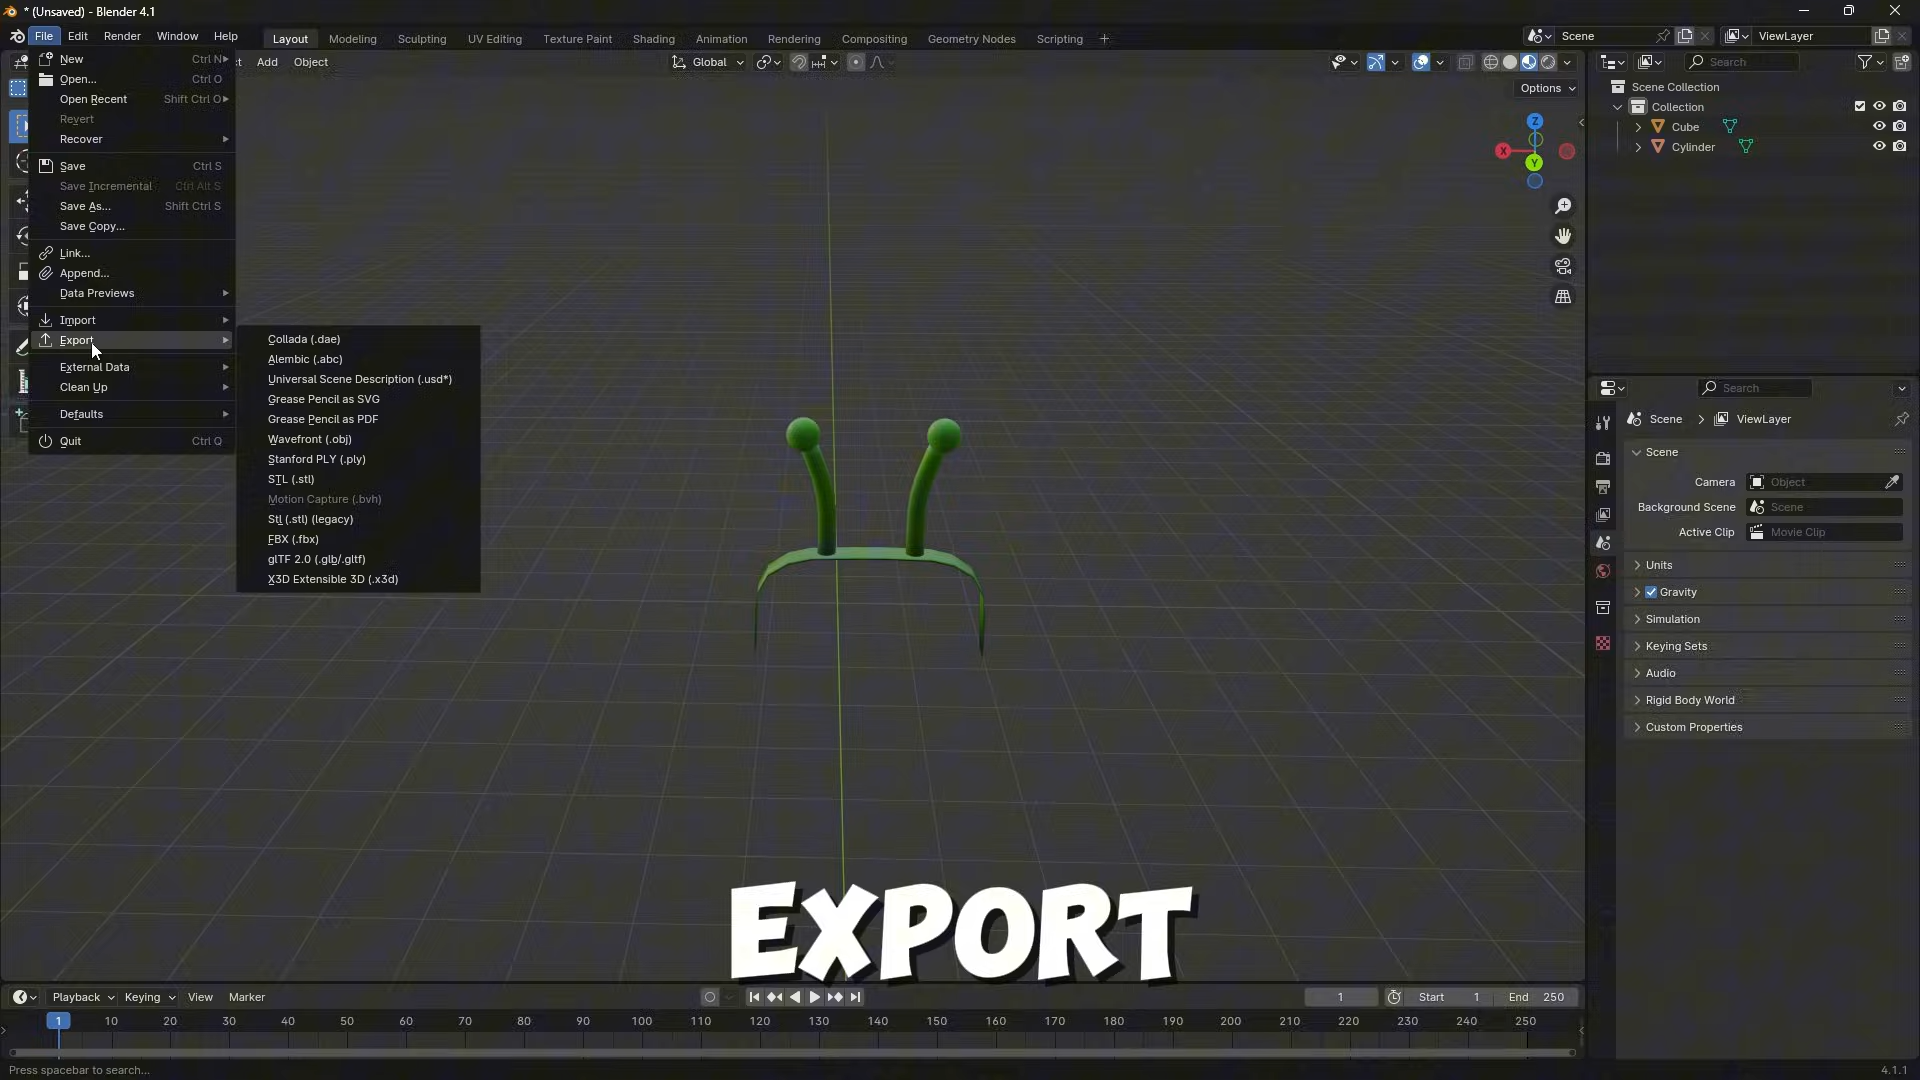 * (Unsaved) - Blender 4.1
File Edit Render Window Help
Layout Modeling Sculpting UV Editing Texture Paint Shading Animation Rendering Compositing Geometry Nodes Scripting +
Scene ViewLayer
Add Object
Global
Options
New Ctrl N
Open... Ctrl O
Open Recent Shift Ctrl O
Revert
Recover
Save Ctrl S
Save Incremental Ctrl Alt S
Save As... Shift Ctrl S
Save Copy...
Link...
Append...
Data Previews
Import
Export
External Data
Clean Up
Defaults
Quit Ctrl Q
Collada (.dae)
Alembic (.abc)
Universal Scene Description (.usd*)
Grease Pencil as SVG
Grease Pencil as PDF
Wavefront (.obj)
Stanford PLY (.ply)
STL (.stl)
Motion Capture (.bvh)
Stl (.stl) (legacy)
FBX (.fbx)
glTF 2.0 (.glb/.gltf)
X3D Extensible 3D (.x3d)
Z
X
Y
Search
Scene Collection
Collection
Cube
Cylinder
Search
Scene > ViewLayer
Scene
Camera Object
Background Scene Scene
Active Clip Movie Clip
Units
Gravity
Simulation
Keying Sets
Audio
Rigid Body World
Custom Properties
EXPORT
Playback Keying View Marker
1 Start 1 End 250
1 10 20 30 40 50 60 70 80 90 100 110 120 130 140 150 160 170 180 190 200 210 220 230 240 250
Press spacebar to search...
4.1.1